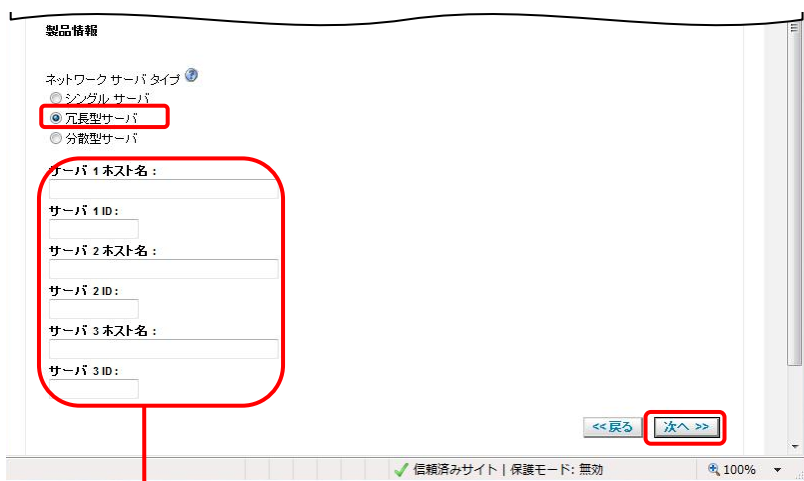 製品情報
ネットワーク サーバ タイプ
シングル サーバ
冗長型サーバ
分散型サーバ
サーバ 1 ホスト名 :
サーバ 1 ID :
サーバ 2 ホスト名 :
サーバ 2 ID :
サーバ 3 ホスト名 :
サーバ 3 ID :
<<戻る 次へ >>
信頼済みサイト | 保護モード: 無効 100%